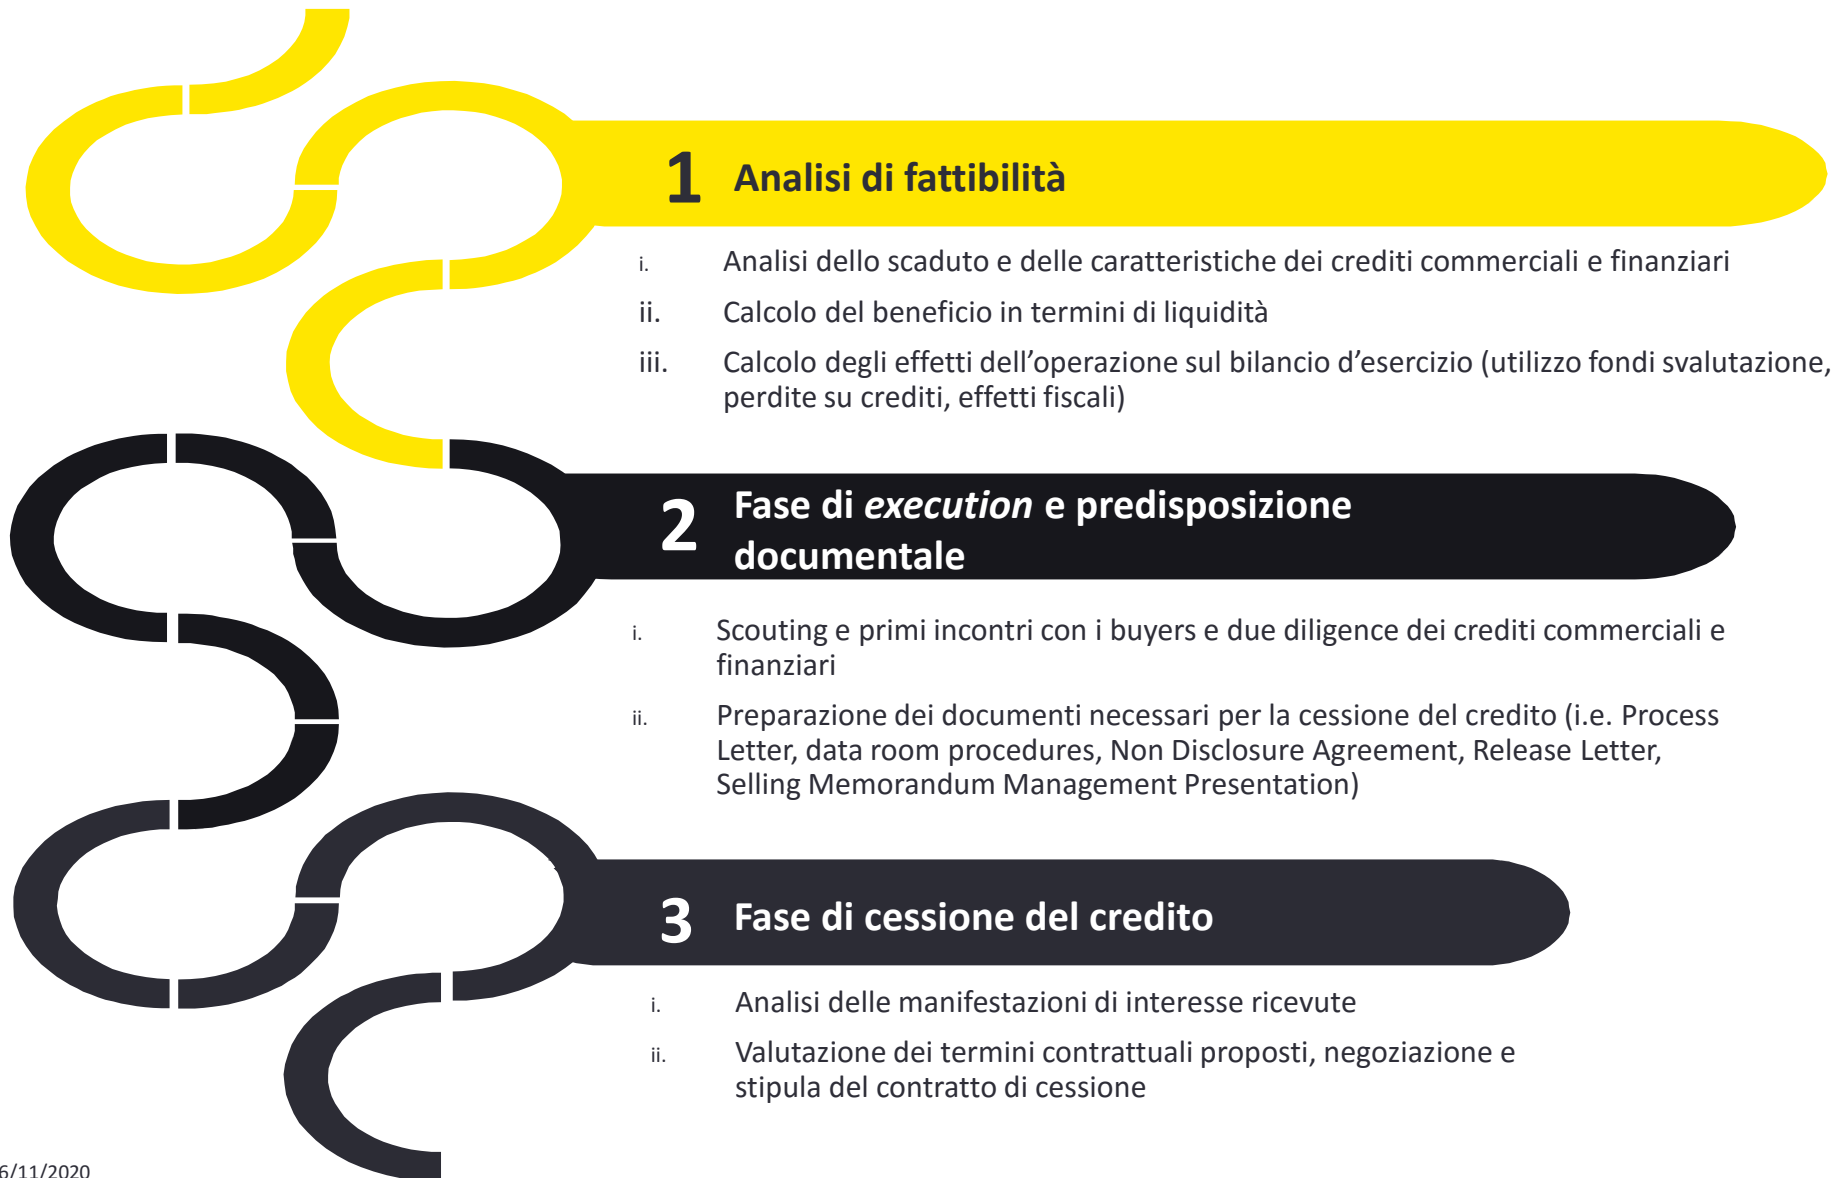 1 Analisi di fattibilità
i. Analisi dello scaduto e delle caratteristiche dei crediti commerciali e finanziari
ii. Calcolo del beneficio in termini di liquidità
iii. Calcolo degli effetti dell’operazione sul bilancio d’esercizio (utilizzo fondi svalutazione,
perdite su crediti, effetti fiscali)
2 Fase di execution e predisposizione
documentale
i. Scouting e primi incontri con i buyers e due diligence dei crediti commerciali e
finanziari
ii. Preparazione dei documenti necessari per la cessione del credito (i.e. Process
Letter, data room procedures, Non Disclosure Agreement, Release Letter,
Selling Memorandum Management Presentation)
3 Fase di cessione del credito
i. Analisi delle manifestazioni di interesse ricevute
ii. Valutazione dei termini contrattuali proposti, negoziazione e
stipula del contratto di cessione
6/11/2020